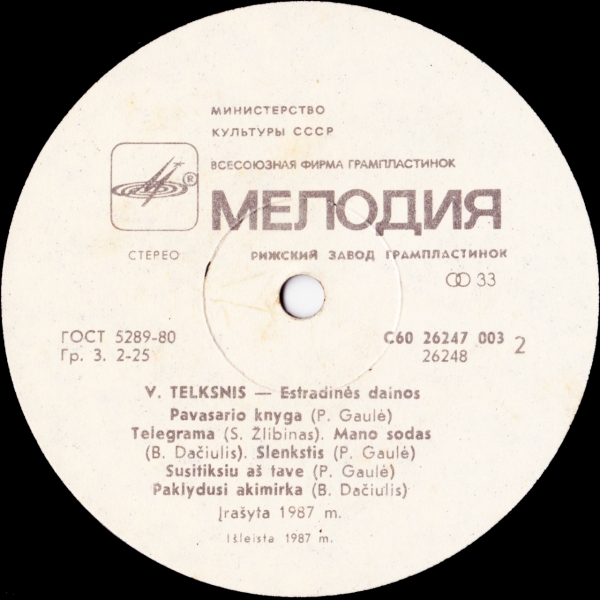 МИНИСТЕРСТВО
КУЛЬТУРЫ СССР
ВСЕСОЮЗНАЯ ФИРМА ГРАМПЛАСТИНОК
®
МЕЛОДИЯ
СТЕРЕО
РИЖСКИЙ ЗАВОД ГРАМПЛАСТИНОК
33
ГОСТ 5289-80
Гр. 3. 2-25
С60 26247 003
26248
2
V. TELKSNIS — Estradinės dainos
Pavasario knyga (P. Gaulė)
Telegrama (S. Žlibinas). Mano sodas
(B. Dačiulis). Slenkstis (P. Gaulė)
Susitiksiu aš tave (P. Gaulė)
Paklydusi akimirka (B. Dačiulis)
Įrašyta 1987 m.
Išleista 1987 m.